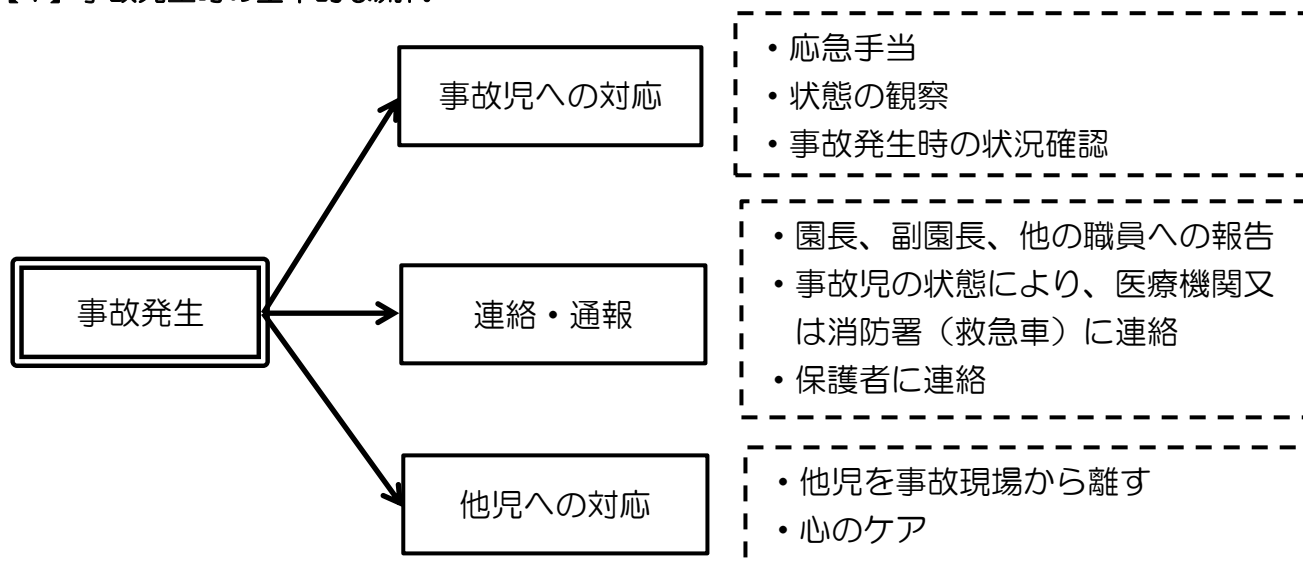 事故発生
事故児への対応
・応急手当
・状態の観察
・事故発生時の状況確認
連絡・通報
・園長、副園長、他の職員への報告
・事故児の状態により、医療機関又
は消防署（救急車）に連絡
・保護者に連絡
他児への対応
・他児を事故現場から離す
・心のケア